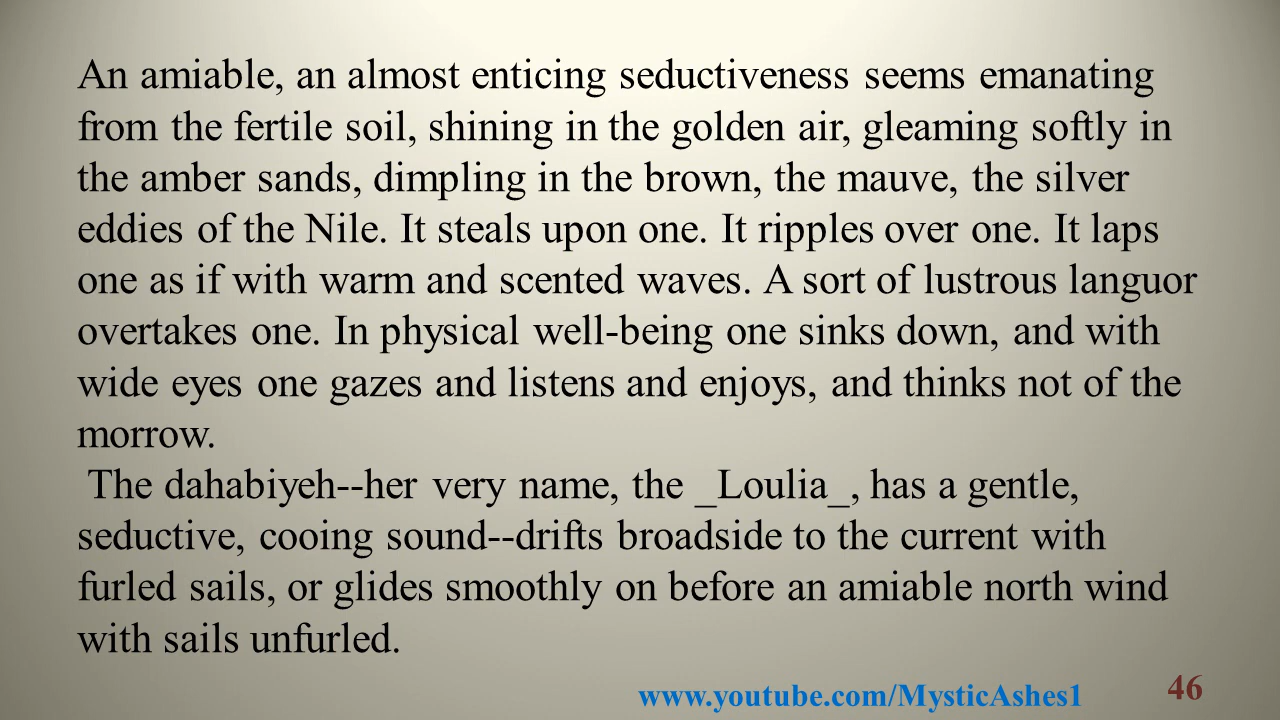 An amiable, an almost enticing seductiveness seems emanating
from the fertile soil, shining in the golden air, gleaming softly in
the amber sands, dimpling in the brown, the mauve, the silver
eddies of the Nile. It steals upon one. It ripples over one. It laps
one as if with warm and scented waves. A sort of lustrous languor
overtakes one. In physical well-being one sinks down, and with
wide eyes one gazes and listens and enjoys, and thinks not of the
morrow.
The dahabiyeh--her very name, the _Loulia_, has a gentle,
seductive, cooing sound--drifts broadside to the current with
furled sails, or glides smoothly on before an amiable north wind
with sails unfurled.
www.youtube.com/MysticAshes1
46